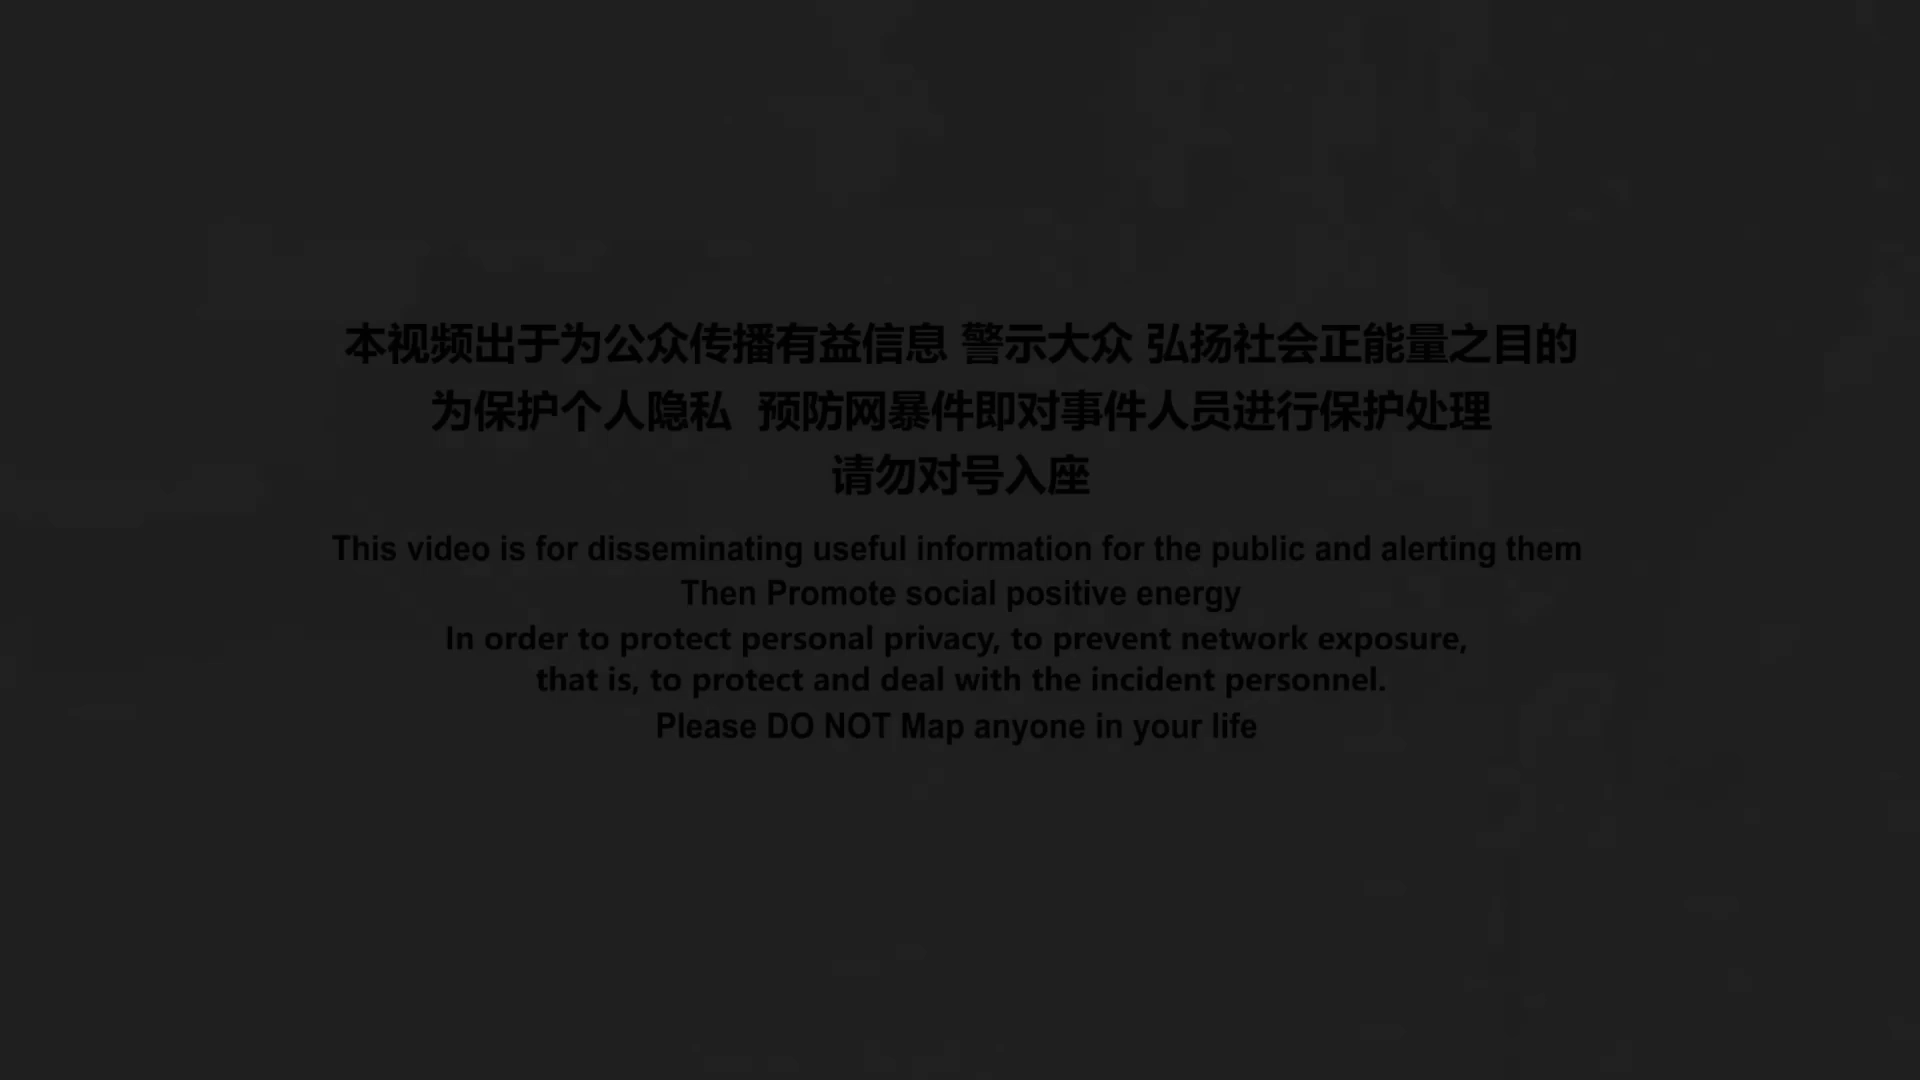 本视频出于为公众传播有益信息 警示大众 弘扬社会正能量之目的
为保护个人隐私 预防网暴件即对事件人员进行保护处理
请勿对号入座
This video is for disseminating useful information for the public and alerting them
Then Promote social positive energy
In order to protect personal privacy, to prevent network exposure,
that is, to protect and deal with the incident personnel.
Please DO NOT Map anyone in your life